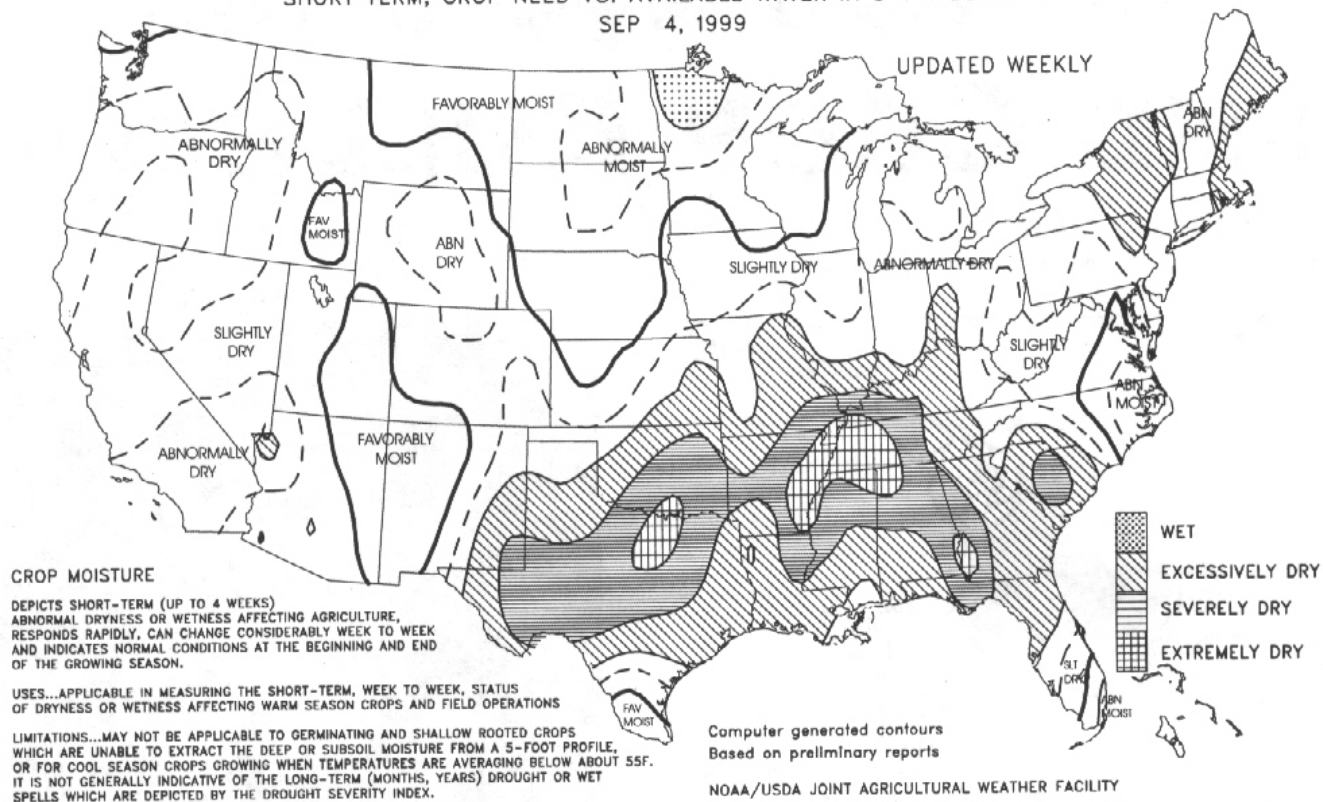 SEP 4, 1999
UPDATED WEEKLY
FAVORABLY MOIST
ABNORMALLY
DRY
ABNORMALLY
MOIST
ABN
DRY
FAV
MOIST
ABN
DRY
SLIGHTLY DRY
ABNORMALLY DRY
SLIGHTLY
DRY
SLIGHTLY
DRY
ABN
MOIST
ABNORMALLY
DRY
FAVORABLY
MOIST
SLT
DRY
ABN
MOIST
FAV
MOIST
WET
EXCESSIVELY DRY
SEVERELY DRY
EXTREMELY DRY
CROP MOISTURE
DEPICTS SHORT-TERM (UP TO 4 WEEKS)
ABNORMAL DRYNESS OR WETNESS AFFECTING AGRICULTURE,
RESPONDS RAPIDLY, CAN CHANGE CONSIDERABLY WEEK TO WEEK
AND INDICATES NORMAL CONDITIONS AT THE BEGINNING AND END
OF THE GROWING SEASON.
USES...APPLICABLE IN MEASURING THE SHORT-TERM, WEEK TO WEEK, STATUS
OF DRYNESS OR WETNESS AFFECTING WARM SEASON CROPS AND FIELD OPERATIONS
LIMITATIONS...MAY NOT BE APPLICABLE TO GERMINATING AND SHALLOW ROOTED CROPS
WHICH ARE UNABLE TO EXTRACT THE DEEP OR SUBSOIL MOISTURE FROM A 5-FOOT PROFILE,
OR FOR COOL SEASON CROPS GROWING WHEN TEMPERATURES ARE AVERAGING BELOW ABOUT 55F.
IT IS NOT GENERALLY INDICATIVE OF THE LONG-TERM (MONTHS, YEARS) DROUGHT OR WET
SPELLS WHICH ARE DEPICTED BY THE DROUGHT SEVERITY INDEX.
Computer generated contours
Based on preliminary reports
NOAA/USDA JOINT AGRICULTURAL WEATHER FACILITY